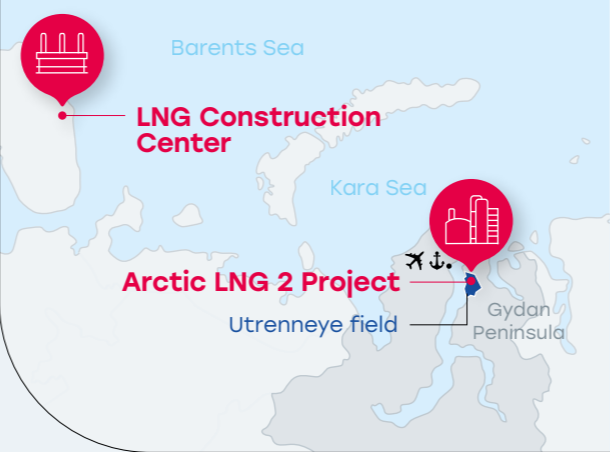 Barents Sea
LNG Construction
Center
Kara Sea
Arctic LNG 2 Project
Utrenneye field
Gydan
Peninsula